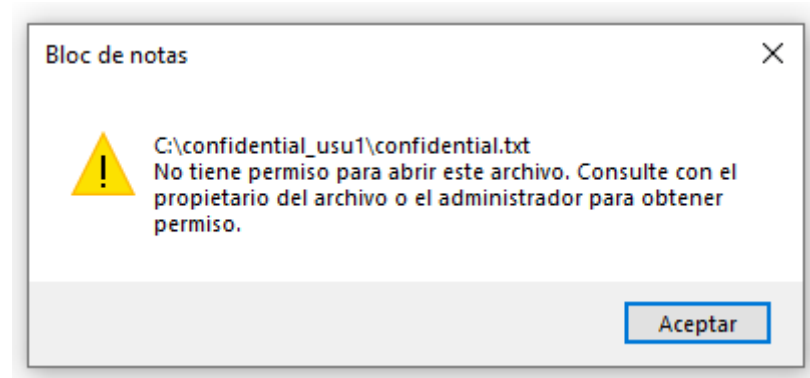 Bloc de notas
C:\confidential_usu1\confidential.txt
No tiene permiso para abrir este archivo. Consulte con el
propietario del archivo o el administrador para obtener
permiso.
Aceptar